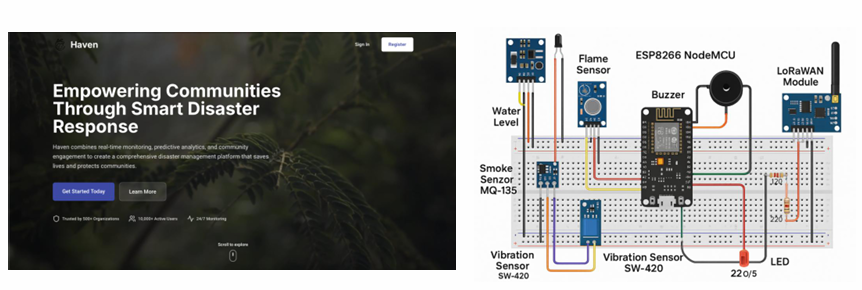 Haven
Sign In
Register
Empowering Communities
Through Smart Disaster
Response
Haven combines real-time monitoring, predictive analytics, and community
engagement to create a comprehensive disaster management platform that saves
lives and protects communities.
Get Started Today
Learn More
Trusted by 500+ Organizations
10,000+ Active Users
24/7 Monitoring
Scroll to explore
ESP8266 NodeMCU
Flame
Sensor
Buzzer
LoRaWAN
Module
Water
Level
Smoke
Senzor
MQ-135
120
220
Vibration
Sensor
SW-420
Vibration Sensor
SW-420
LED
220/5